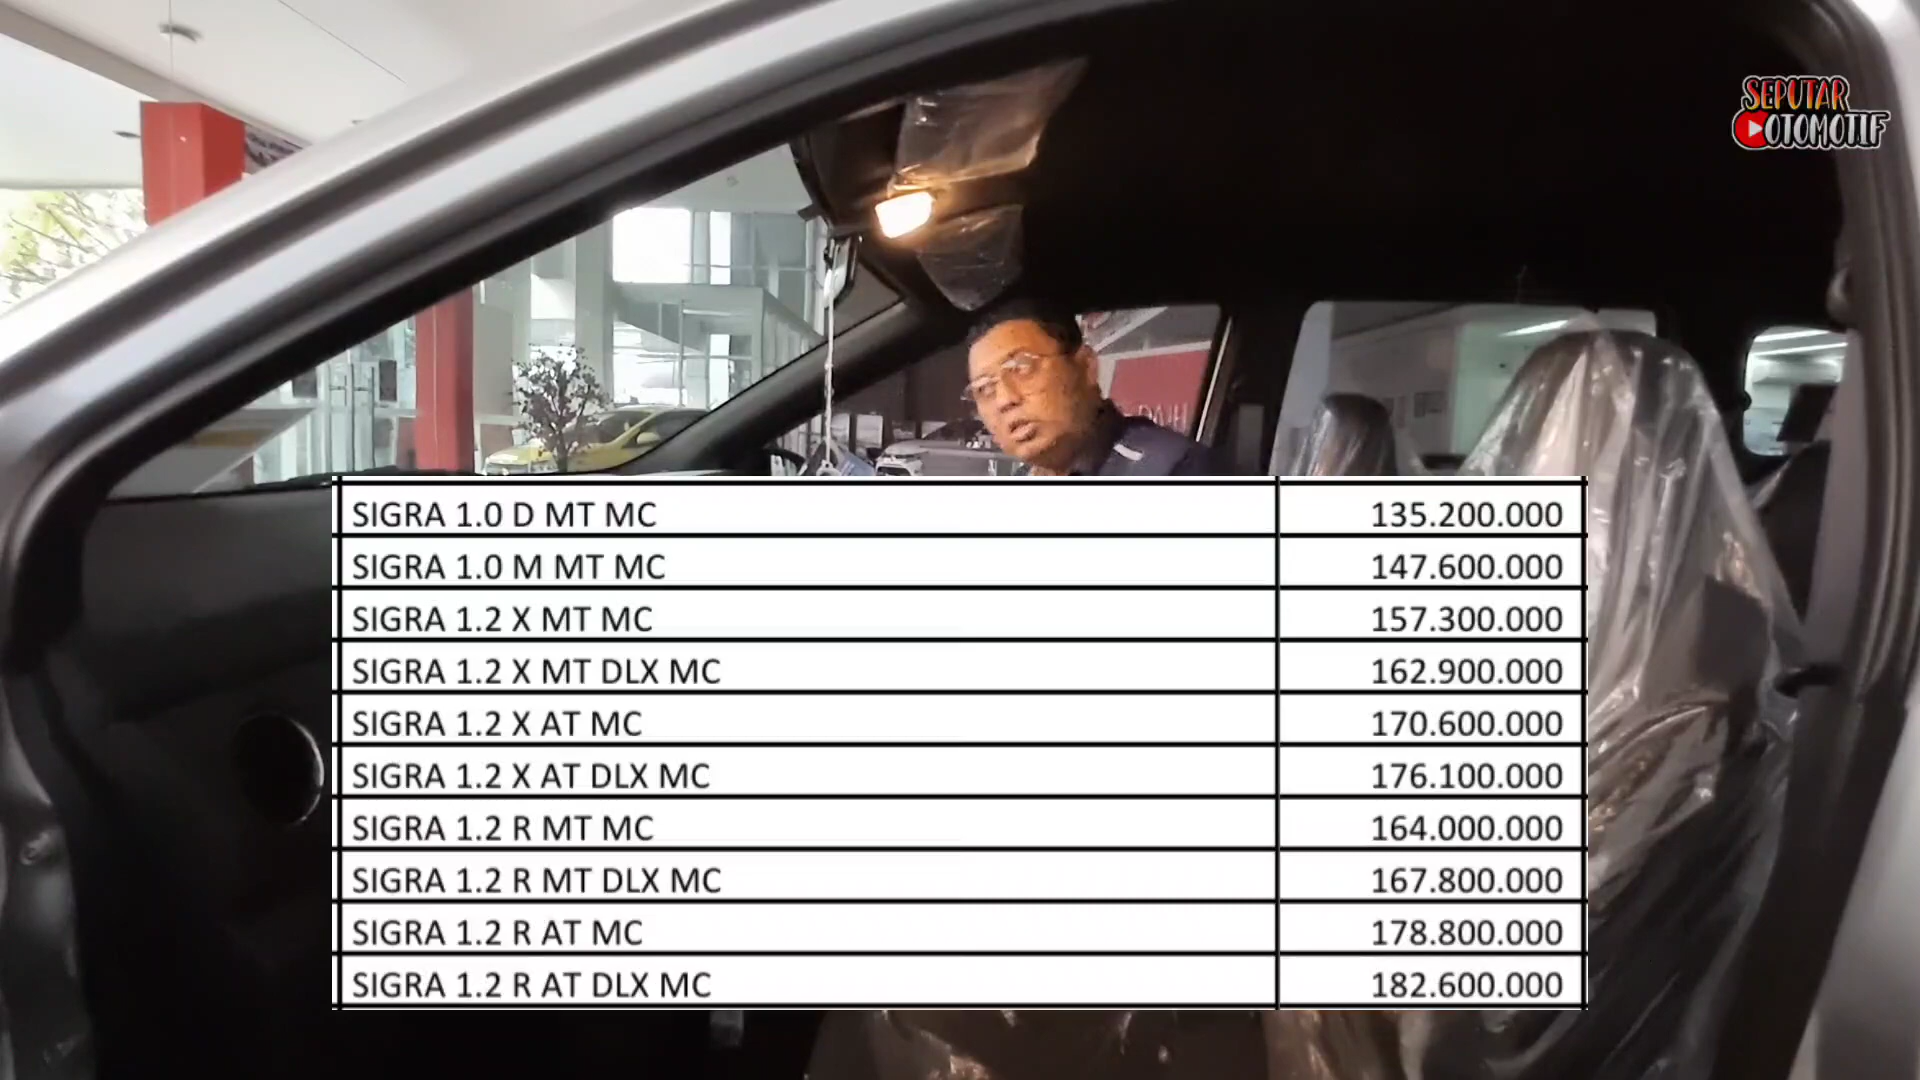 SEPUTAR
OTOMOTIF
SIGRA 1.0 D MT MC 135.200.000
SIGRA 1.0 M MT MC 147.600.000
SIGRA 1.2 X MT MC 157.300.000
SIGRA 1.2 X MT DLX MC 162.900.000
SIGRA 1.2 X AT MC 170.600.000
SIGRA 1.2 X AT DLX MC 176.100.000
SIGRA 1.2 R MT MC 164.000.000
SIGRA 1.2 R MT DLX MC 167.800.000
SIGRA 1.2 R AT MC 178.800.000
SIGRA 1.2 R AT DLX MC 182.600.000